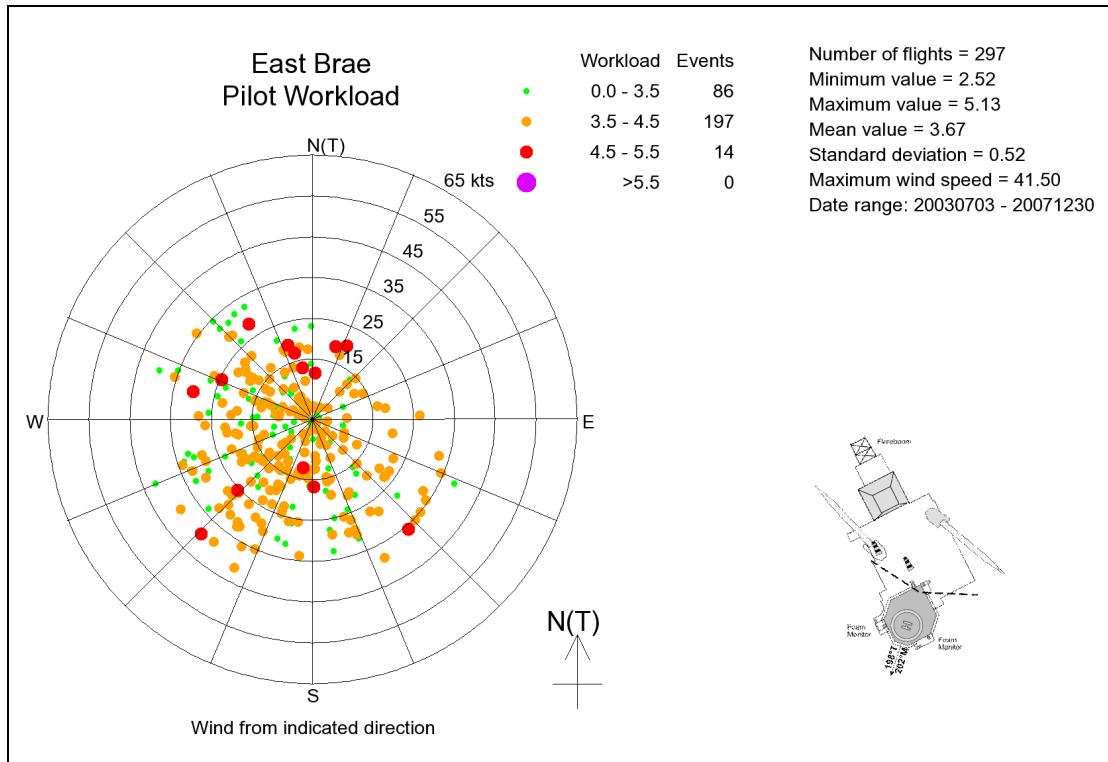 East Brae
Pilot Workload
Workload Events
0.0 - 3.5 86
3.5 - 4.5 197
4.5 - 5.5 14
>5.5 0
Number of flights = 297
Minimum value = 2.52
Maximum value = 5.13
Mean value = 3.67
Standard deviation = 0.52
Maximum wind speed = 41.50
Date range: 20030703 - 20071230
N(T)
65 kts
55
45
35
25
15
W
E
S
Wind from indicated direction
N(T)
Flareboom
H
Foam
Monitor
Foam
Monitor
198°T
202°M